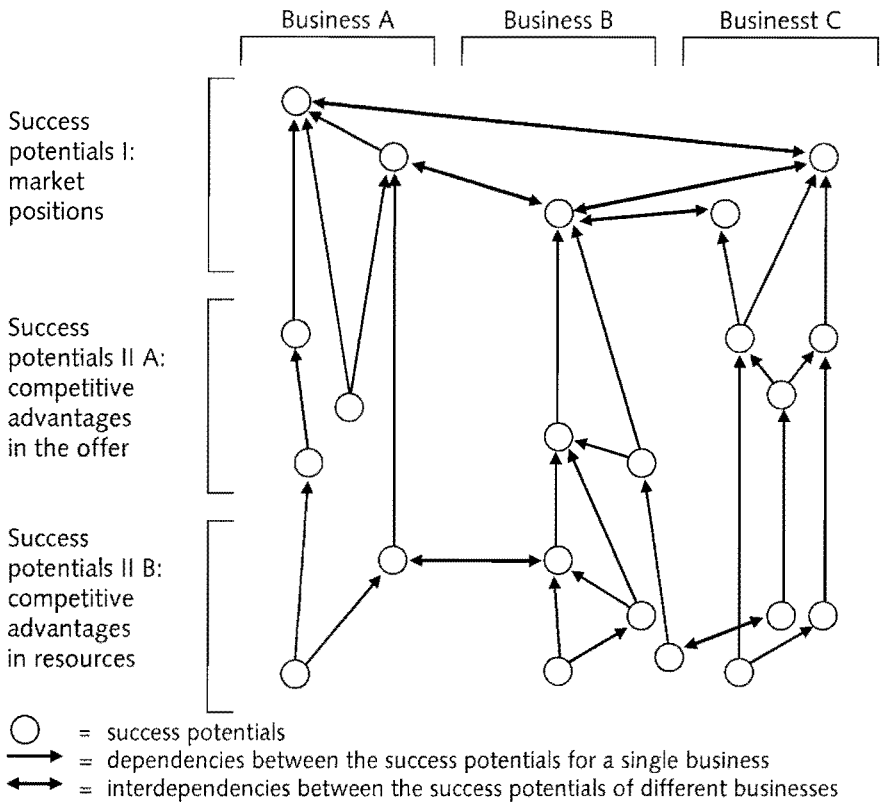 Business A
Business B
Businesst C
Success
potentials I:
market
positions
Success
potentials II A:
competitive
advantages
in the offer
Success
potentials II B:
competitive
advantages
in resources
= success potentials
= dependencies between the success potentials for a single business
= interdependencies between the success potentials of different businesses